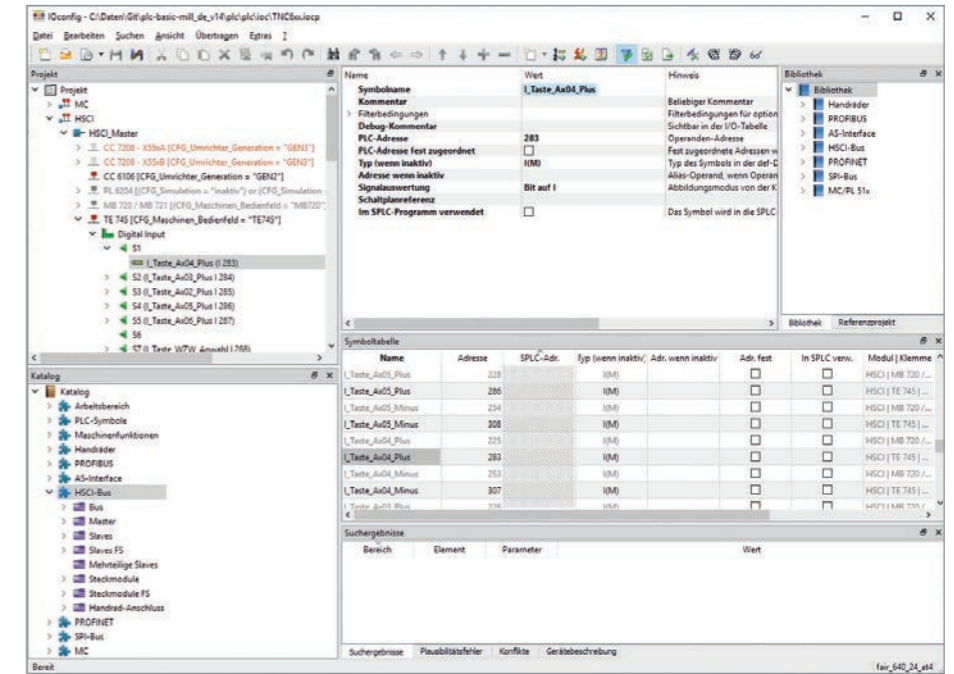 IOconfig - C:\Daten\Git\plc-basic-mill_de_v14\plc\plc\ioc\TNC6xx.iocp
Datei Bearbeiten Suchen Ansicht Übertragen Extras ?
Projekt
Projekt
MC
HSCI
HSCI_Master
CC 7208 - X55xA [CFG_Umrichter_Generation = "GEN3"]
CC 7208 - X55xB [CFG_Umrichter_Generation = "GEN3"]
CC 6106 [CFG_Umrichter_Generation = "GEN2"]
PL 6204 [(CFG_Simulation = "inaktiv") or (CFG_Simulation
MB 720 / MB 721 [(CFG_Maschinen_Bedienfeld = "MB720"
TE 745 [CFG_Maschinen_Bedienfeld = "TE745"]
Digital Input
S1
I_Taste_Ax04_Plus (I 283)
S2 (I_Taste_Ax03_Plus I 284)
S3 (I_Taste_Ax02_Plus I 285)
S4 (I_Taste_Ax05_Plus I 286)
S5 (I_Taste_Ax06_Plus I 287)
S6
S7 (I_Taste_WZW_Anwahl I 288)
Name Wert Hinweis
Symbolname I_Taste_Ax04_Plus
Kommentar Beliebiger Kommentar
Filterbedingungen Filterbedingungen für option
Debug-Kommentar Sichtbar in der I/O-Tabelle
PLC-Adresse 283 Operanden-Adresse
PLC-Adresse fest zugeordnet Fest zugeordnete Adressen w
Typ (wenn inaktiv) I(M) Typ des Symbols in der def-D
Adresse wenn inaktiv Alias-Operand, wenn Operan
Signalauswertung Bit auf I Abbildungsmodus von der K
Schaltplanreferenz
Im SPLC-Programm verwendet Das Symbol wird in die SPLC-
Bibliothek
Bibliothek
Handräder
PROFIBUS
AS-Interface
HSCI-Bus
PROFINET
SPI-Bus
MC/PL 51x
Bibliothek Referenzprojekt
Katalog
Katalog
Arbeitsbereich
PLC-Symbole
Maschinenfunktionen
Handräder
PROFIBUS
AS-Interface
HSCI-Bus
Bus
Master
Slaves
Slaves FS
Mehrteilige Slaves
Steckmodule
Steckmodule FS
Handrad-Anschluss
PROFINET
SPI-Bus
MC
Symboltabelle
Name Adresse SPLC-Adr. Typ (wenn inaktiv) Adr. wenn inaktiv Adr. fest In SPLC verw. Modul | Klemme
I_Taste_Ax05_Plus 228 I(M) HSCI | MB 720 /...
I_Taste_Ax05_Plus 286 I(M) HSCI | TE 745 | ...
I_Taste_Ax05_Minus 254 I(M) HSCI | MB 720 /...
I_Taste_Ax05_Minus 308 I(M) HSCI | TE 745 | ...
I_Taste_Ax04_Plus 225 I(M) HSCI | MB 720 /...
I_Taste_Ax04_Plus 283 I(M) HSCI | TE 745 | ...
I_Taste_Ax04_Minus 253 I(M) HSCI | MB 720 /...
I_Taste_Ax04_Minus 307 I(M) HSCI | TE 745 | ...
I_Taste_Ax03_Plus 226 I(M) HSCI | MB 720 /
Suchergebnisse
Bereich Element Parameter Wert
Suchergebnisse Plausibilitätsfehler Konflikte Gerätebeschreibung
Bereit fair_640_24_at4